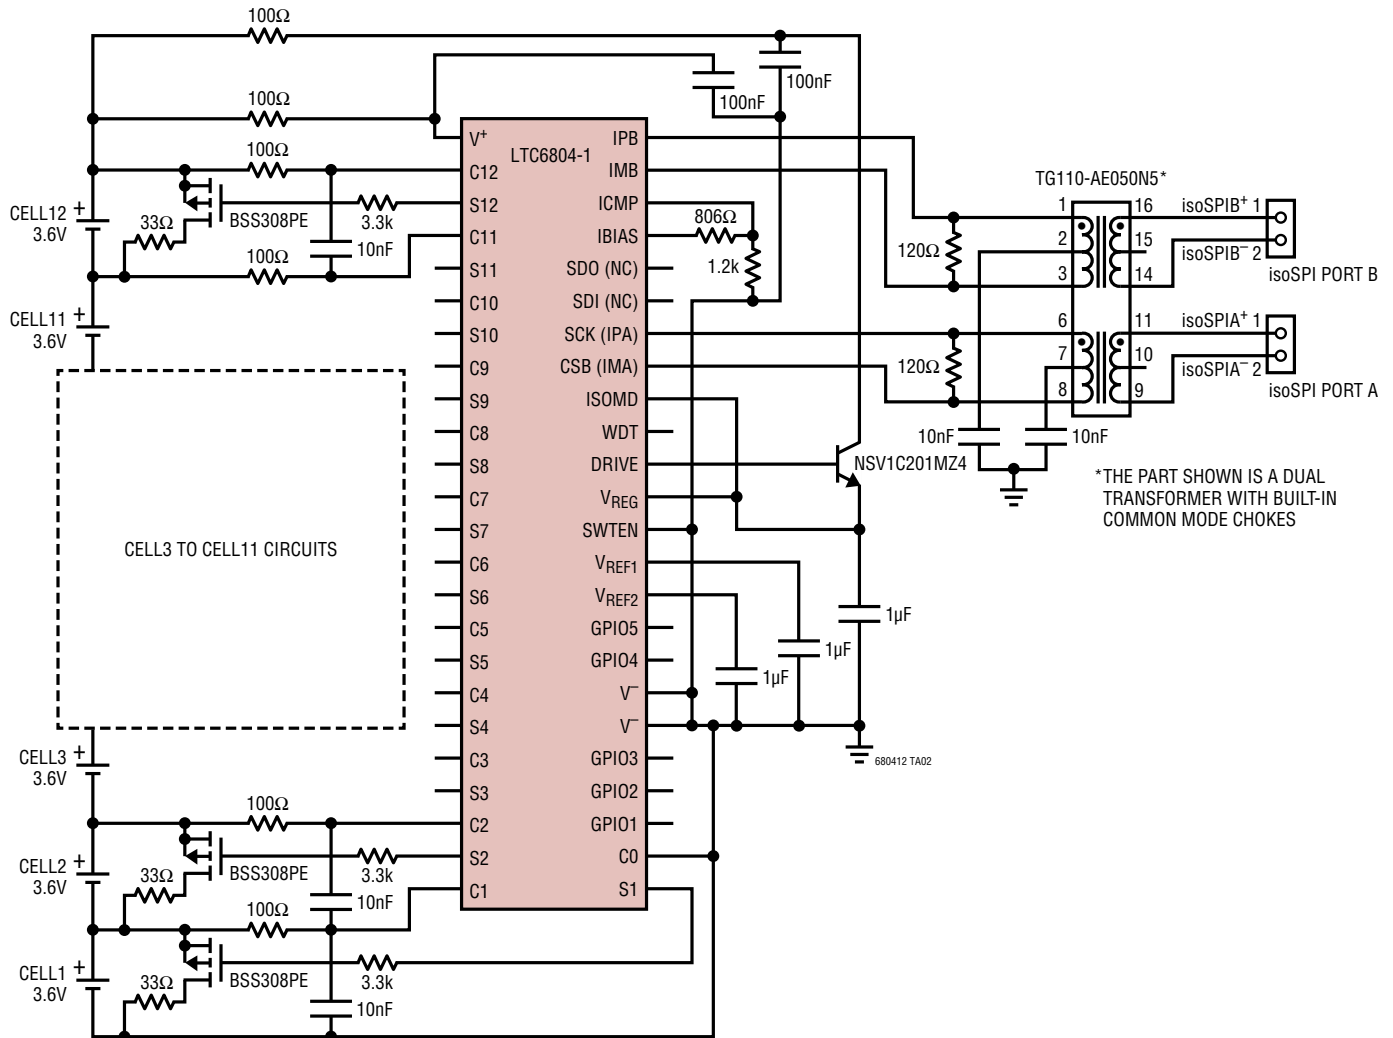 100Ω
100nF
100nF
100Ω
100Ω
CELL12 +
3.6V
33Ω
BSS308PE
3.3k
10nF
100Ω
CELL11 +
3.6V
CELL3 TO CELL11 CIRCUITS
CELL3 +
3.6V
100Ω
CELL2 +
3.6V
33Ω
BSS308PE
3.3k
10nF
100Ω
CELL1 +
3.6V
33Ω
BSS308PE
3.3k
10nF
LTC6804-1
V+
C12
S12
C11
S11
C10
S10
C9
S9
C8
S8
C7
S7
C6
S6
C5
S5
C4
S4
C3
S3
C2
S2
C1
IPB
IMB
ICMP
IBIAS
SDO (NC)
SDI (NC)
SCK (IPA)
CSB (IMA)
ISOMD
WDT
DRIVE
VREG
SWTEN
VREF1
VREF2
GPIO5
GPIO4
V–
V–
GPIO3
GPIO2
GPIO1
C0
S1
806Ω
1.2k
NSV1C201MZ4
1µF
1µF
1µF
680412 TA02
120Ω
120Ω
10nF
10nF
TG110-AE050N5*
1
2
3
6
7
8
16
15
14
11
10
9
isoSPIB+ 1
isoSPIB– 2
isoSPI PORT B
isoSPIA+ 1
isoSPIA– 2
isoSPI PORT A
*THE PART SHOWN IS A DUAL
TRANSFORMER WITH BUILT-IN
COMMON MODE CHOKES